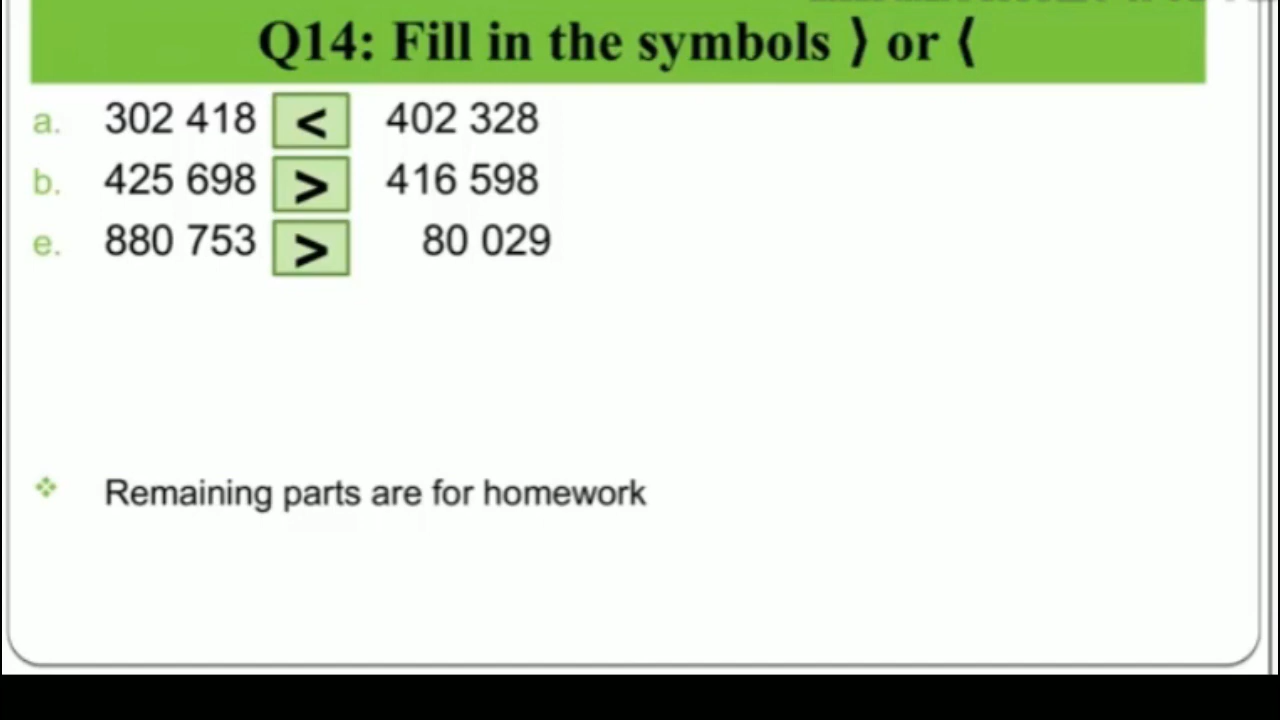 Q14: Fill in the symbols ⟩ or ⟨
a. 302 418 < 402 328
b. 425 698 > 416 598
e. 880 753 > 80 029
❖ Remaining parts are for homework